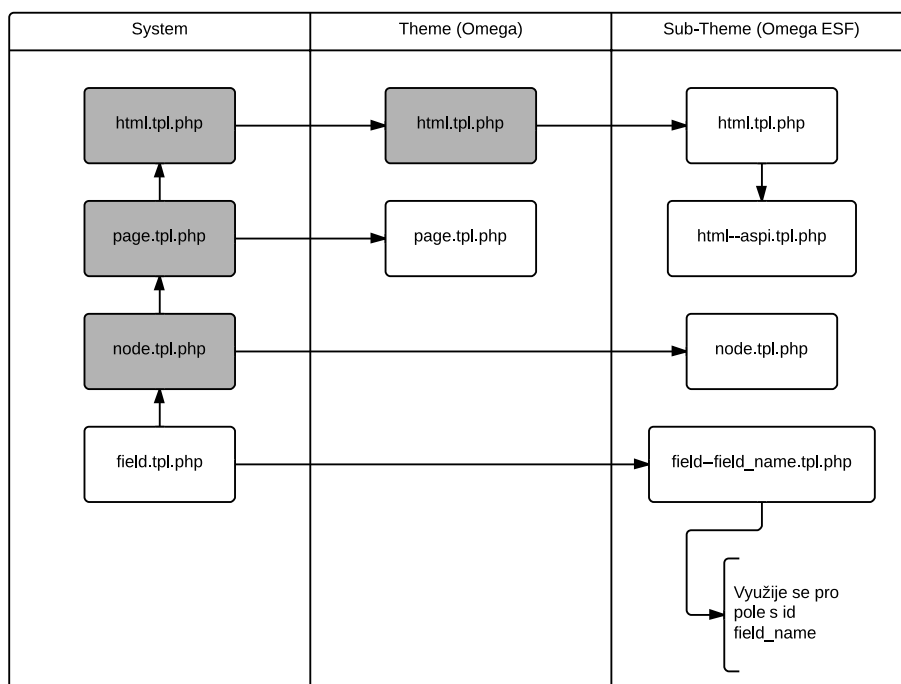 System
Theme (Omega)
Sub-Theme (Omega ESF)
html.tpl.php
html.tpl.php
html.tpl.php
page.tpl.php
page.tpl.php
html--aspi.tpl.php
node.tpl.php
node.tpl.php
field.tpl.php
field--field_name.tpl.php
Využije se pro
pole s id
field_name